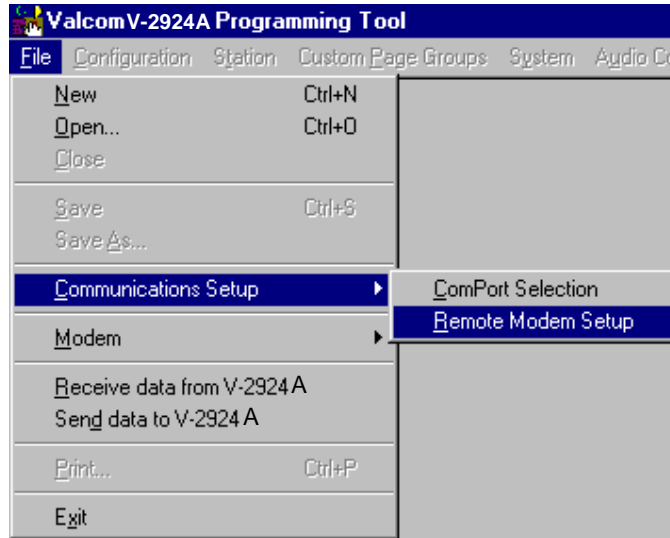 Valcom V-2924A Programming Tool
File Configuration Station Custom Page Groups System Audio Co
New Ctrl+N
Open... Ctrl+O
Close
Save Ctrl+S
Save As...
Communications Setup
ComPort Selection
Remote Modem Setup
Modem
Receive data from V-2924A
Send data to V-2924A
Print... Ctrl+P
Exit